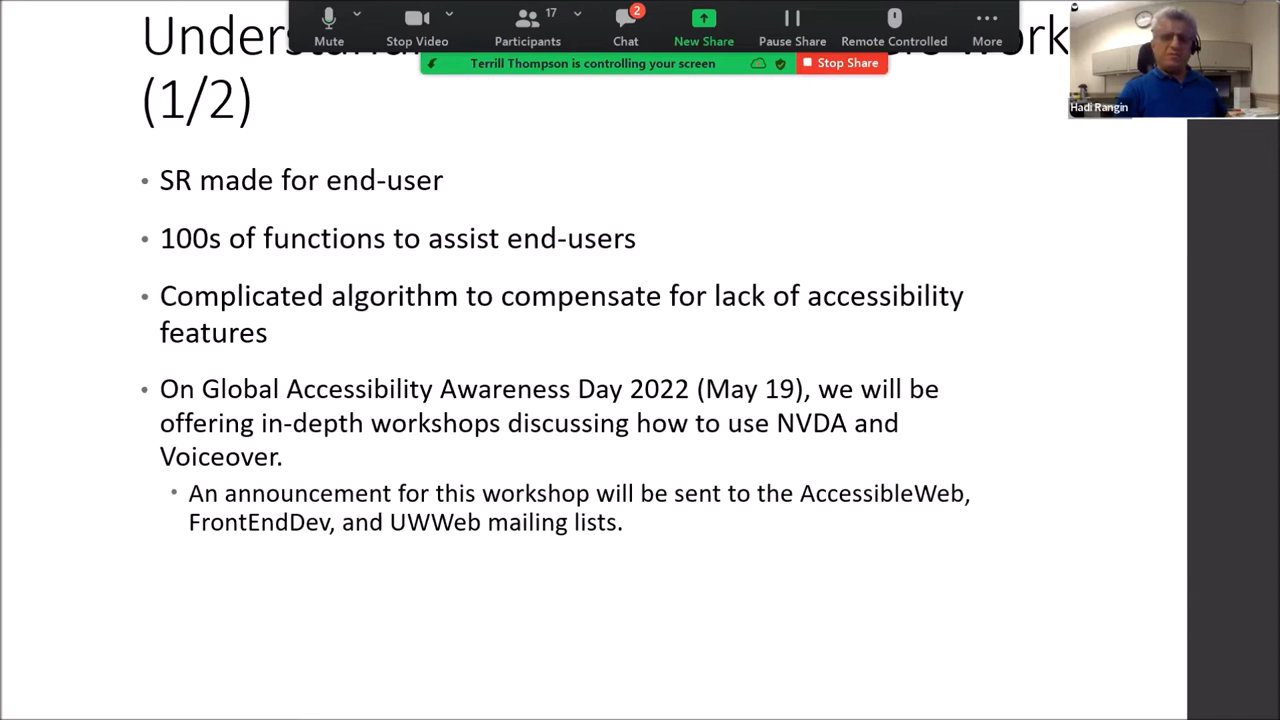 17
2
Mute
Stop Video
Participants
Chat
New Share
Pause Share
Remote Controlled
More
Terrill Thompson is controlling your screen
Stop Share
Hadi Rangin
(1/2)
• SR made for end-user
• 100s of functions to assist end-users
• Complicated algorithm to compensate for lack of accessibility
features
• On Global Accessibility Awareness Day 2022 (May 19), we will be
offering in-depth workshops discussing how to use NVDA and
Voiceover.
• An announcement for this workshop will be sent to the AccessibleWeb,
FrontEndDev, and UWWeb mailing lists.